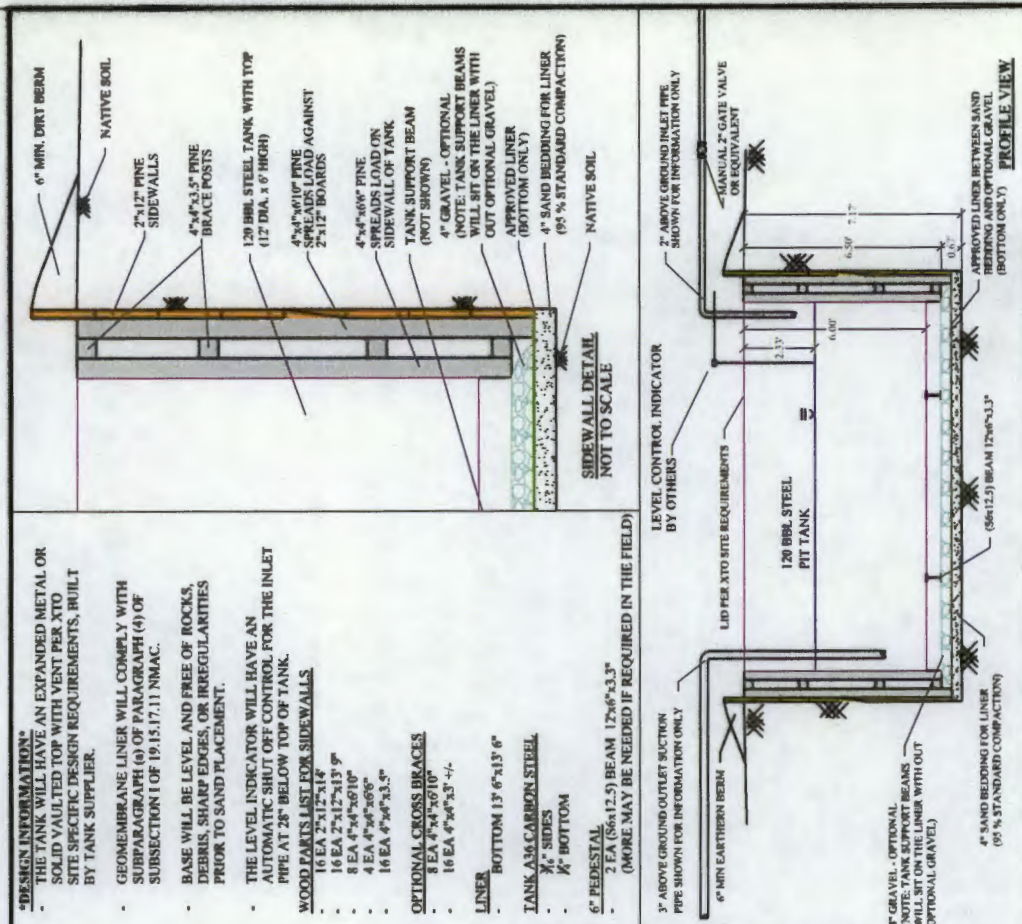 *DESIGN INFORMATION*
- THE TANK WILL HAVE AN EXPANDED METAL OR
SOLID VAULTED TOP WITH VENT PER XTO
SITE SPECIFIC DESIGN REQUIREMENTS, BUILT
BY TANK SUPPLIER.
- GEOMEMBRANE LINER WILL COMPLY WITH
SUBPARAGRAPH (a) OF PARAGRAPH (4) OF
SUBSECTION I OF 19.15.17.11 NMAC.
- BASE WILL BE LEVEL AND FREE OF ROCKS,
DEBRIS, SHARP EDGES, OR IRREGULARITIES
PRIOR TO SAND PLACEMENT.
- THE LEVEL INDICATOR WILL HAVE AN
AUTOMATIC SHUT OFF CONTROL FOR THE INLET
PIPE AT 28" BELOW TOP OF TANK.
WOOD PARTS LIST FOR SIDEWALLS
- 16 EA 2"x12"x14'
- 16 EA 2"x12"x13' 9"
- 8 EA 4"x4"x6'10"
- 4 EA 4"x4"x6'6"
- 16 EA 4"x4"x3.5"
OPTIONAL CROSS BRACES
- 8 EA 4"x4"x6'10"
- 16 EA 4"x4"x3' +/-
LINER
- BOTTOM 13' 6"x13' 6"
TANK A36 CARBON STEEL
- SIDES
- BOTTOM
6" PEDESTAL
- 2 EA (S6x12.5) BEAM 12'x6"x3.3"
(MORE MAY BE NEEDED IF REQUIRED IN THE FIELD)
6" MIN. DIRT BERM
NATIVE SOIL
2"x12" PINE
SIDEWALLS
4"x4"x3.5" PINE
BRACE POSTS
120 BBL STEEL TANK WITH TOP
(12' DIA. x 6' HIGH)
4"x4"x6'10" PINE
SPREADS LOAD AGAINST
2"x12" BOARDS
4"x4"x6'6" PINE
SPREADS LOAD ON
SIDEWALL OF TANK
TANK SUPPORT BEAM
(NOT SHOWN)
4" GRAVEL - OPTIONAL
(NOTE: TANK SUPPORT BEAMS
WILL SIT ON THE LINER WITH
OUT OPTIONAL GRAVEL)
APPROVED LINER
(BOTTOM ONLY)
4" SAND BEDDING FOR LINER
(95 % STANDARD COMPACTION)
NATIVE SOIL
SIDEWALL DETAIL
NOT TO SCALE
3" ABOVE GROUND OUTLET SUCTION
PIPE SHOWN FOR INFORMATION ONLY
LEVEL CONTROL INDICATOR
BY OTHERS
2" ABOVE GROUND INLET PIPE
SHOWN FOR INFORMATION ONLY
MANUAL 2" GATE VALVE
OR EQUIVALENT
6" MIN EARTHERN BERM
LID PER XTO SITE REQUIREMENTS
120 BBL STEEL
PIT TANK
2.33'
6.00'
6.50'
7.17'
0.67'
GRAVEL - OPTIONAL
NOTE: TANK SUPPORT BEAMS
WILL SIT ON THE LINER WITH OUT
OPTIONAL GRAVEL)
4" SAND BEDDING FOR LINER
(95 % STANDARD COMPACTION)
(S6x12.5) BEAM 12'x6"x3.3"
APPROVED LINER BETWEEN SAND
BEDDING AND OPTIONAL GRAVEL
(BOTTOM ONLY)
PROFILE VIEW